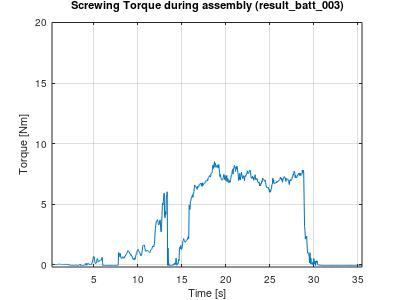 Screwing Torque during assembly (result_batt_003)
20
15
10
5
0
Torque [Nm]
5 10 15 20 25 30 35
Time [s]